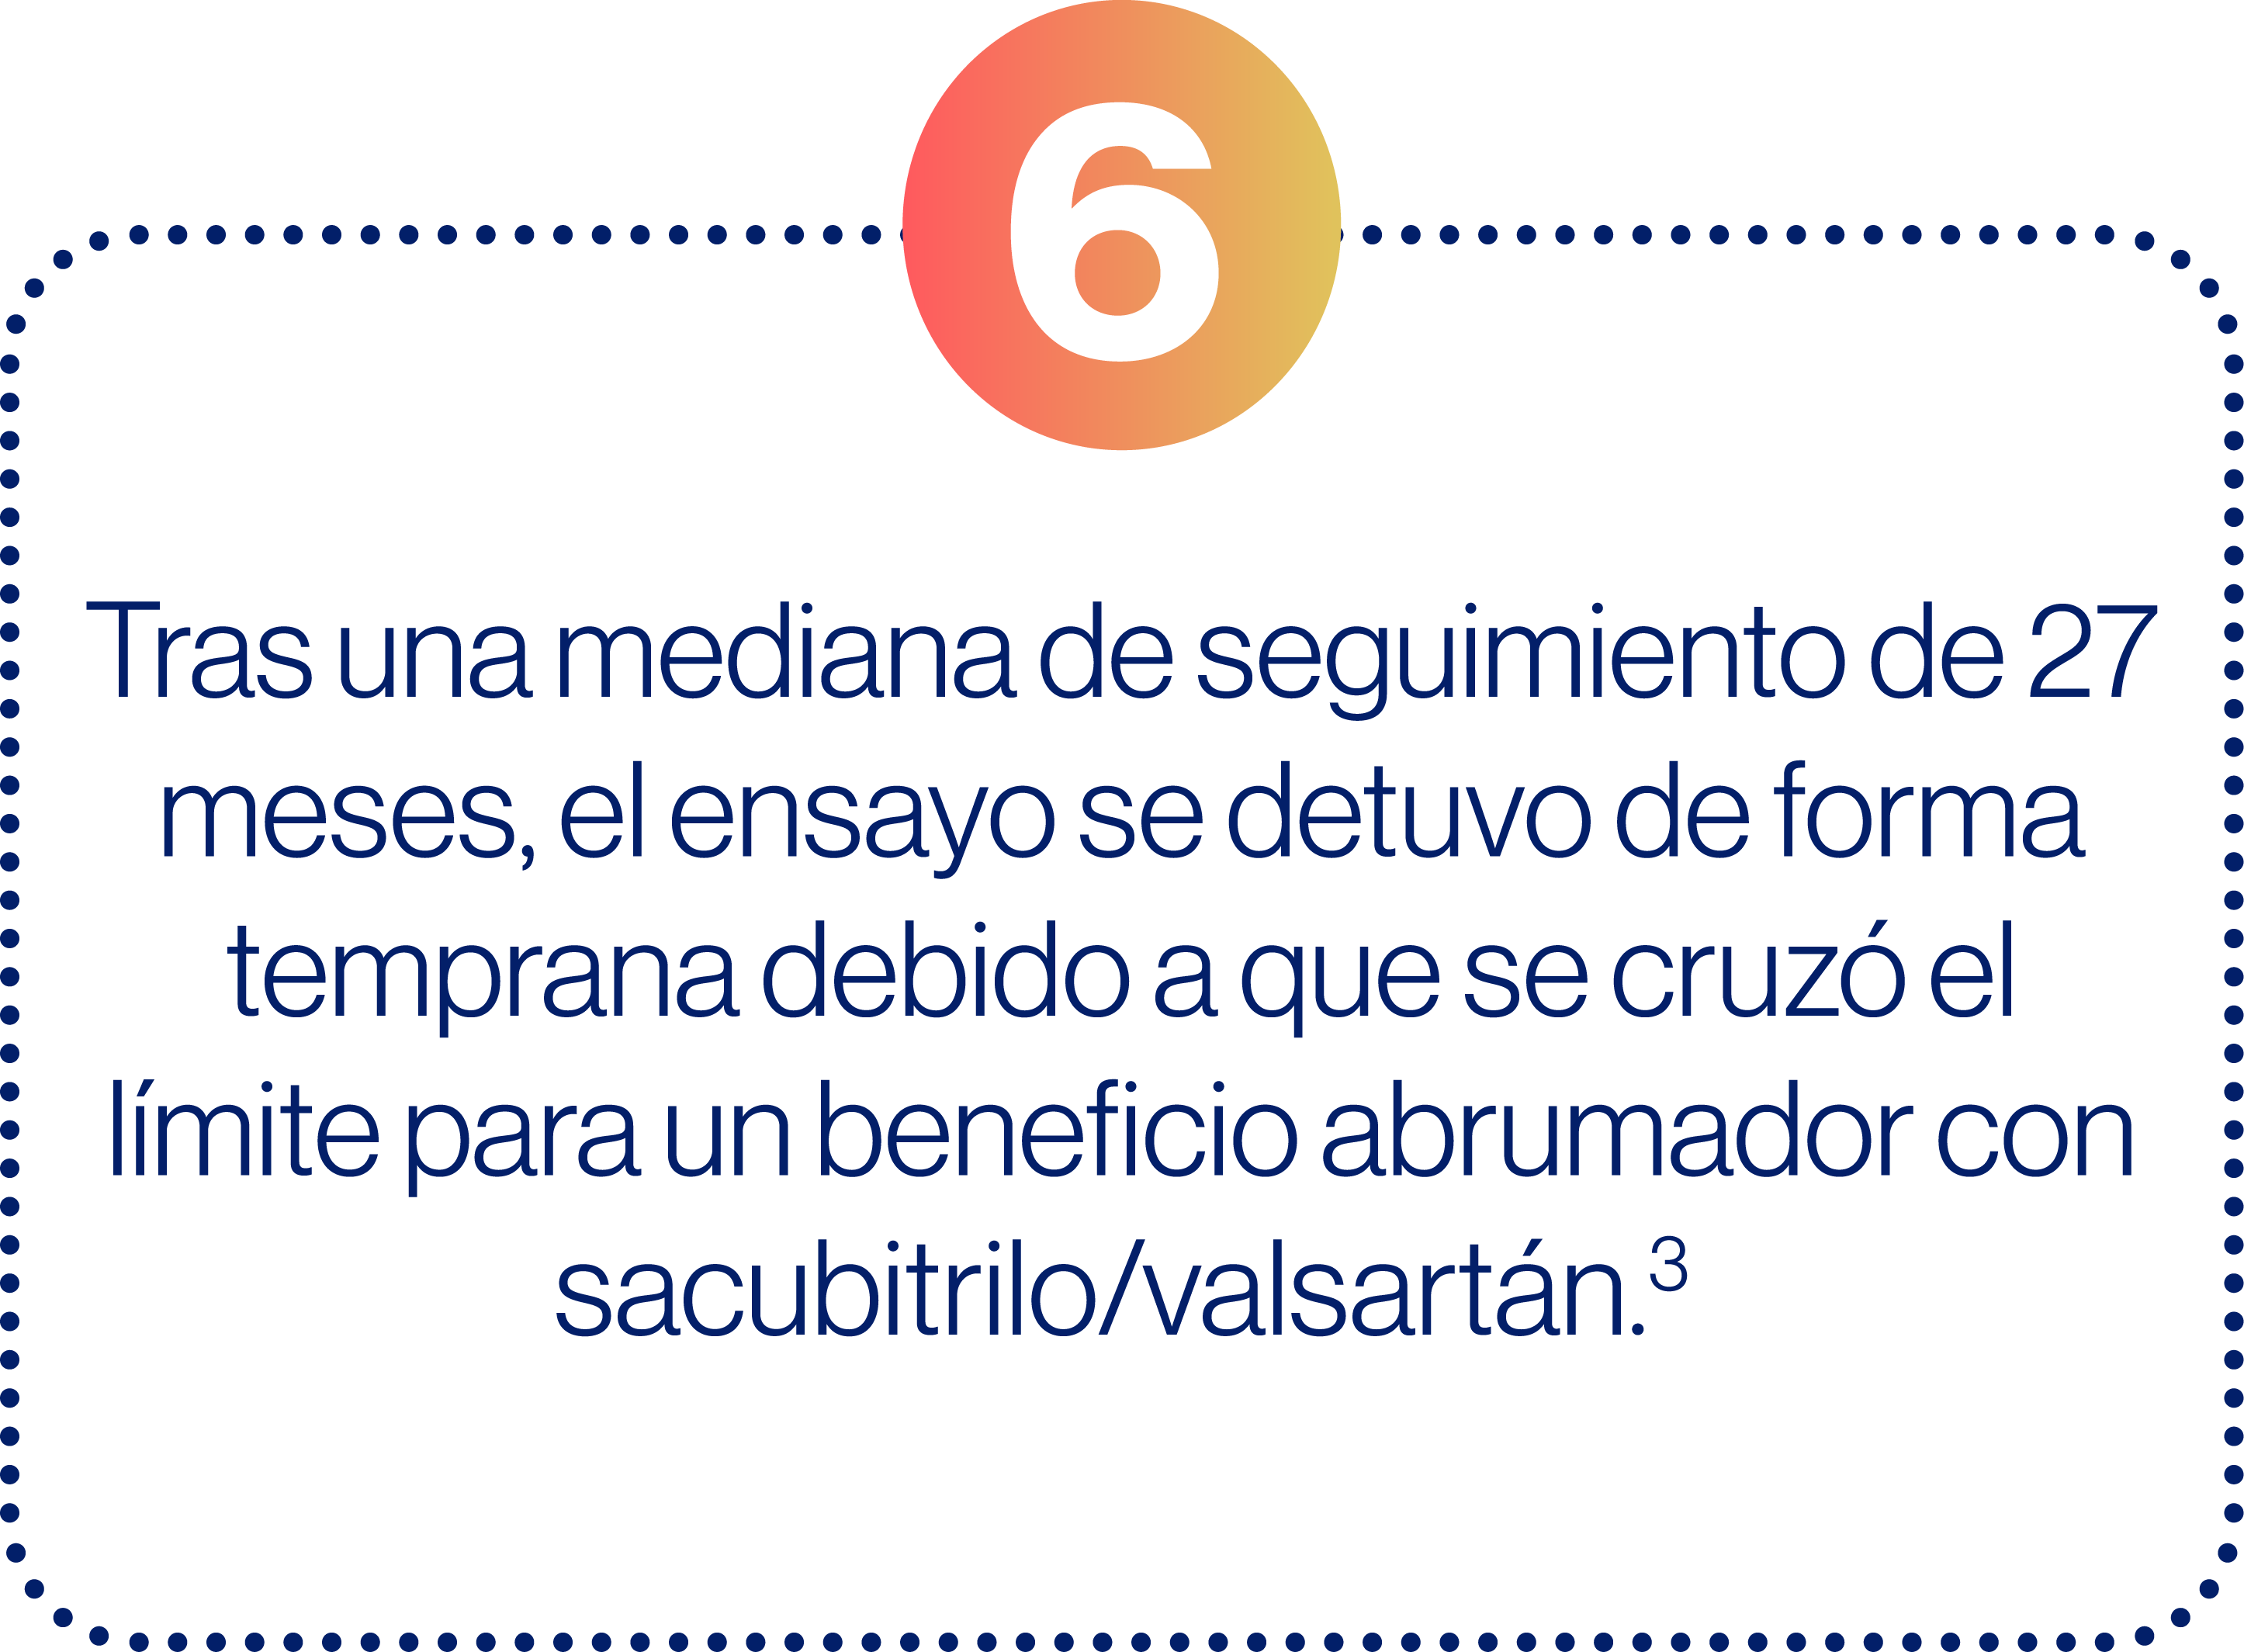 6
Tras una mediana de seguimiento de 27
meses, el ensayo se detuvo de forma
temprana debido a que se cruzó el
límite para un beneficio abrumador con
sacubitrilo/valsartán.³